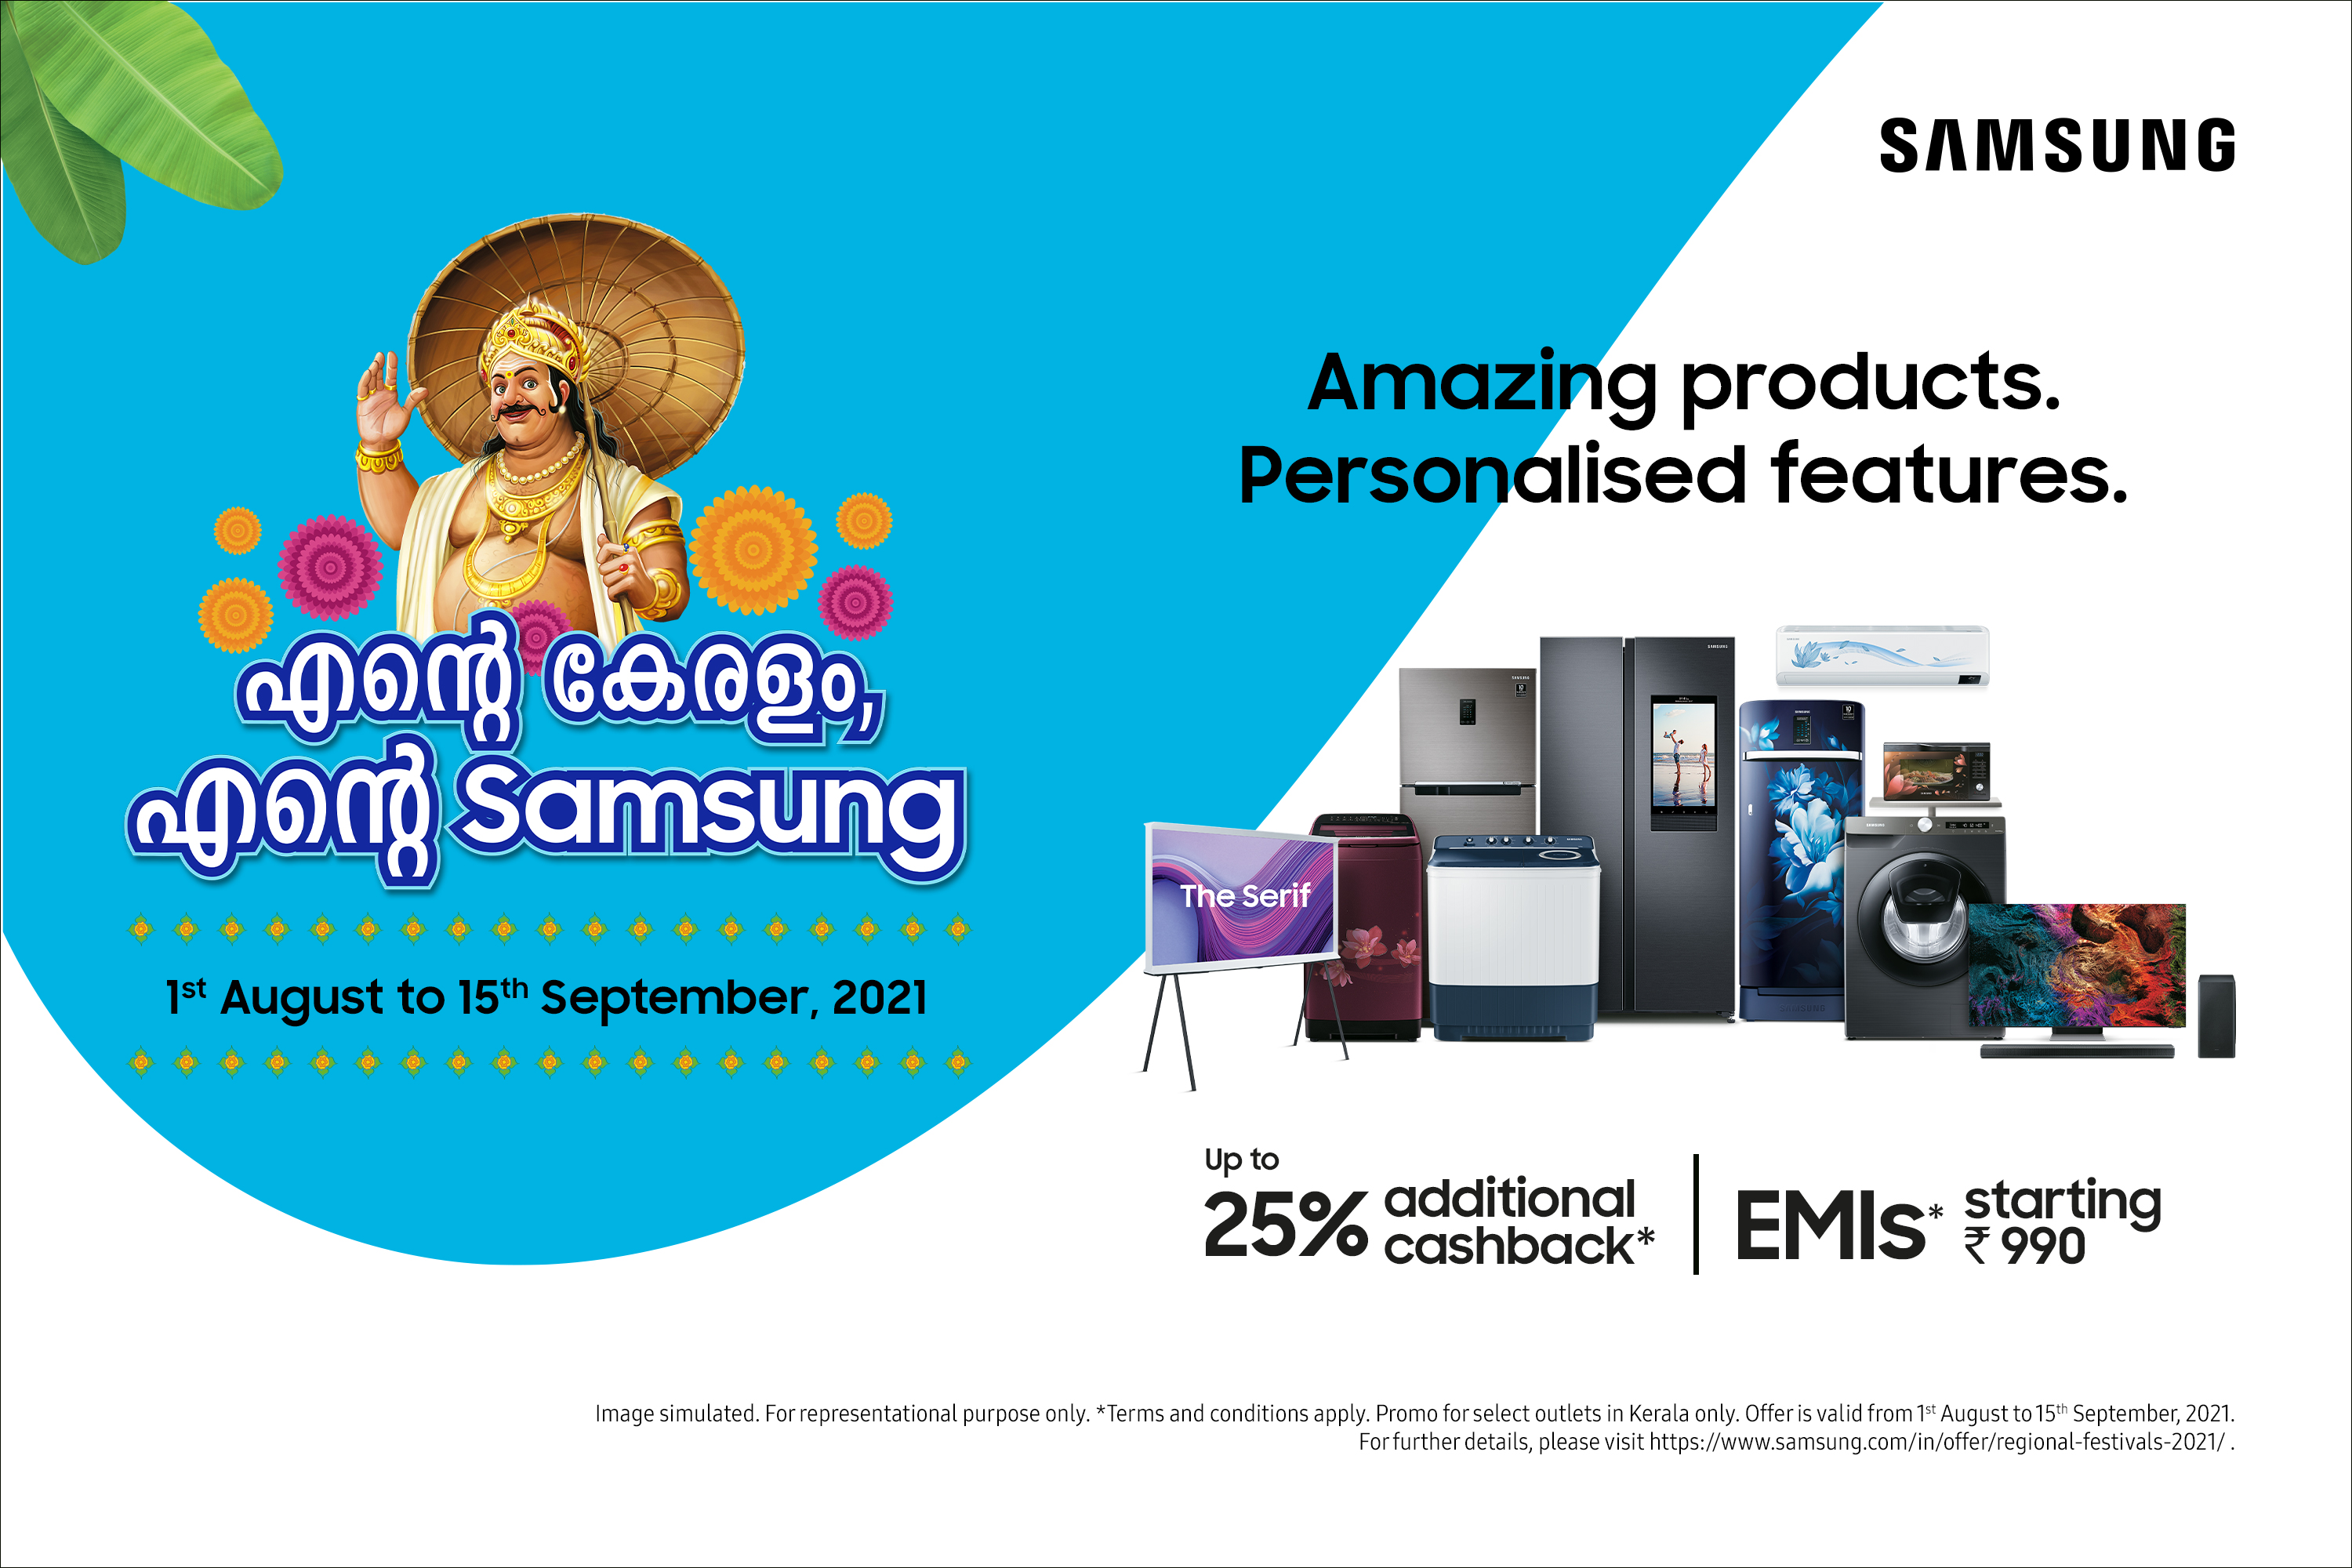 SAMSUNG
എന്റെ കേരളം,
എന്റെ Samsung
1st August to 15th September, 2021
Amazing products.
Personalised features.
The Serif
Up to
25% additional cashback*
EMIs* starting ₹ 990
Image simulated. For representational purpose only. *Terms and conditions apply. Promo for select outlets in Kerala only. Offer is valid from 1st August to 15th September, 2021.
For further details, please visit https://www.samsung.com/in/offer/regional-festivals-2021/ .